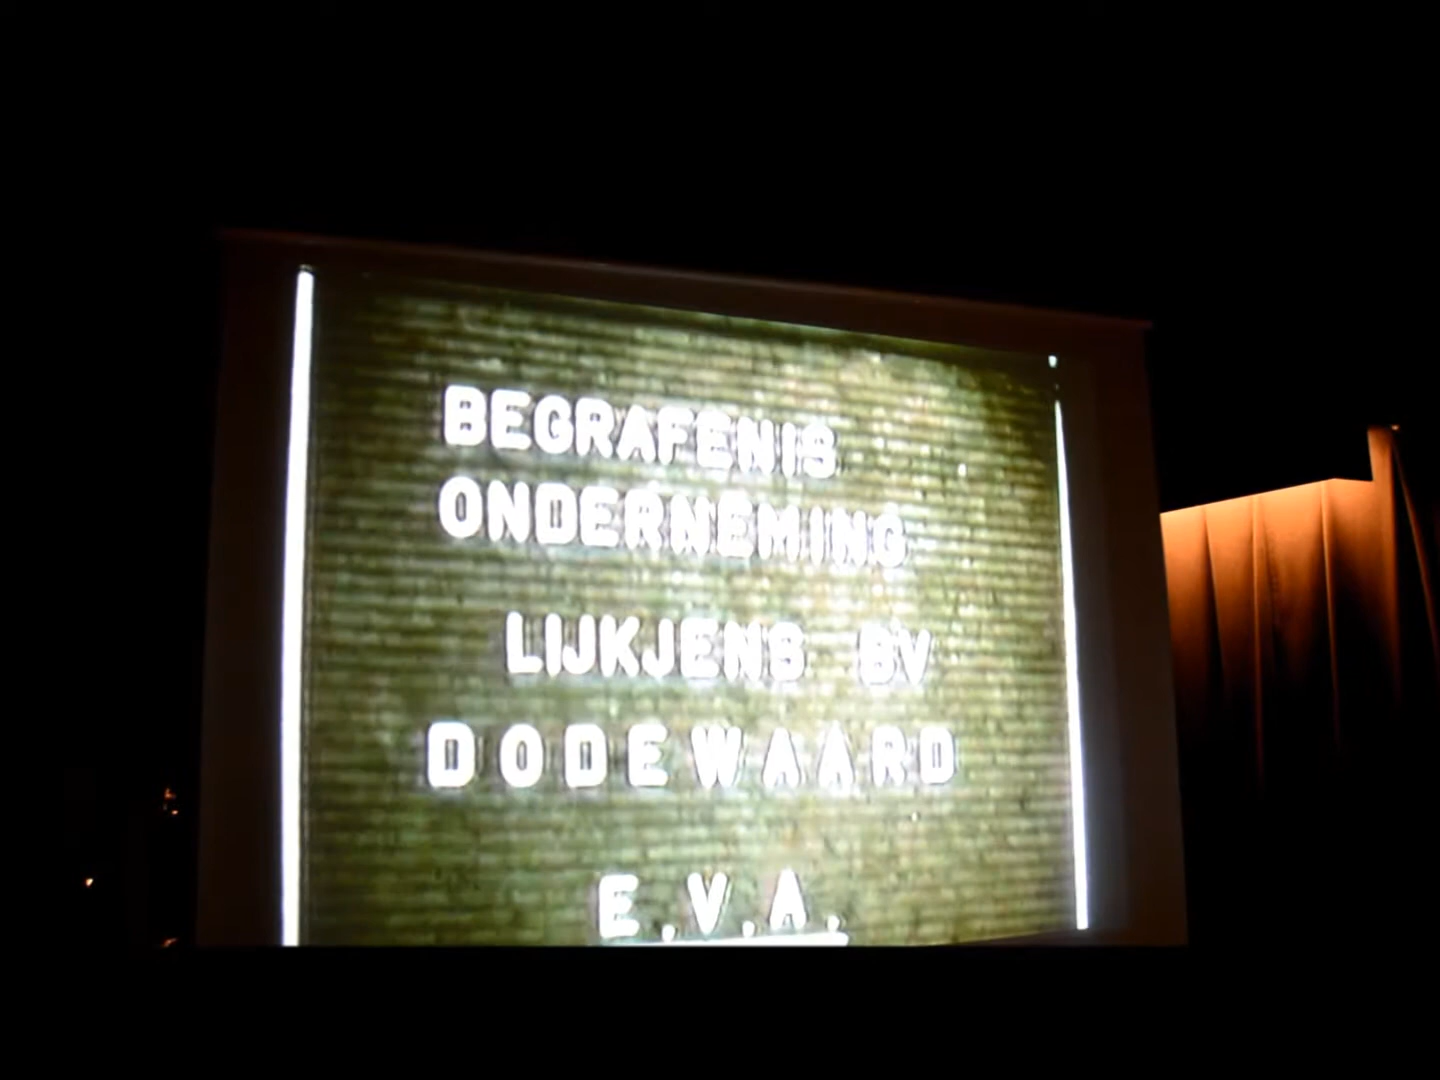 BEGRAFENIS
ONDERNEMING
LIJKJENS BV
DODEWAARD
E.V.A.